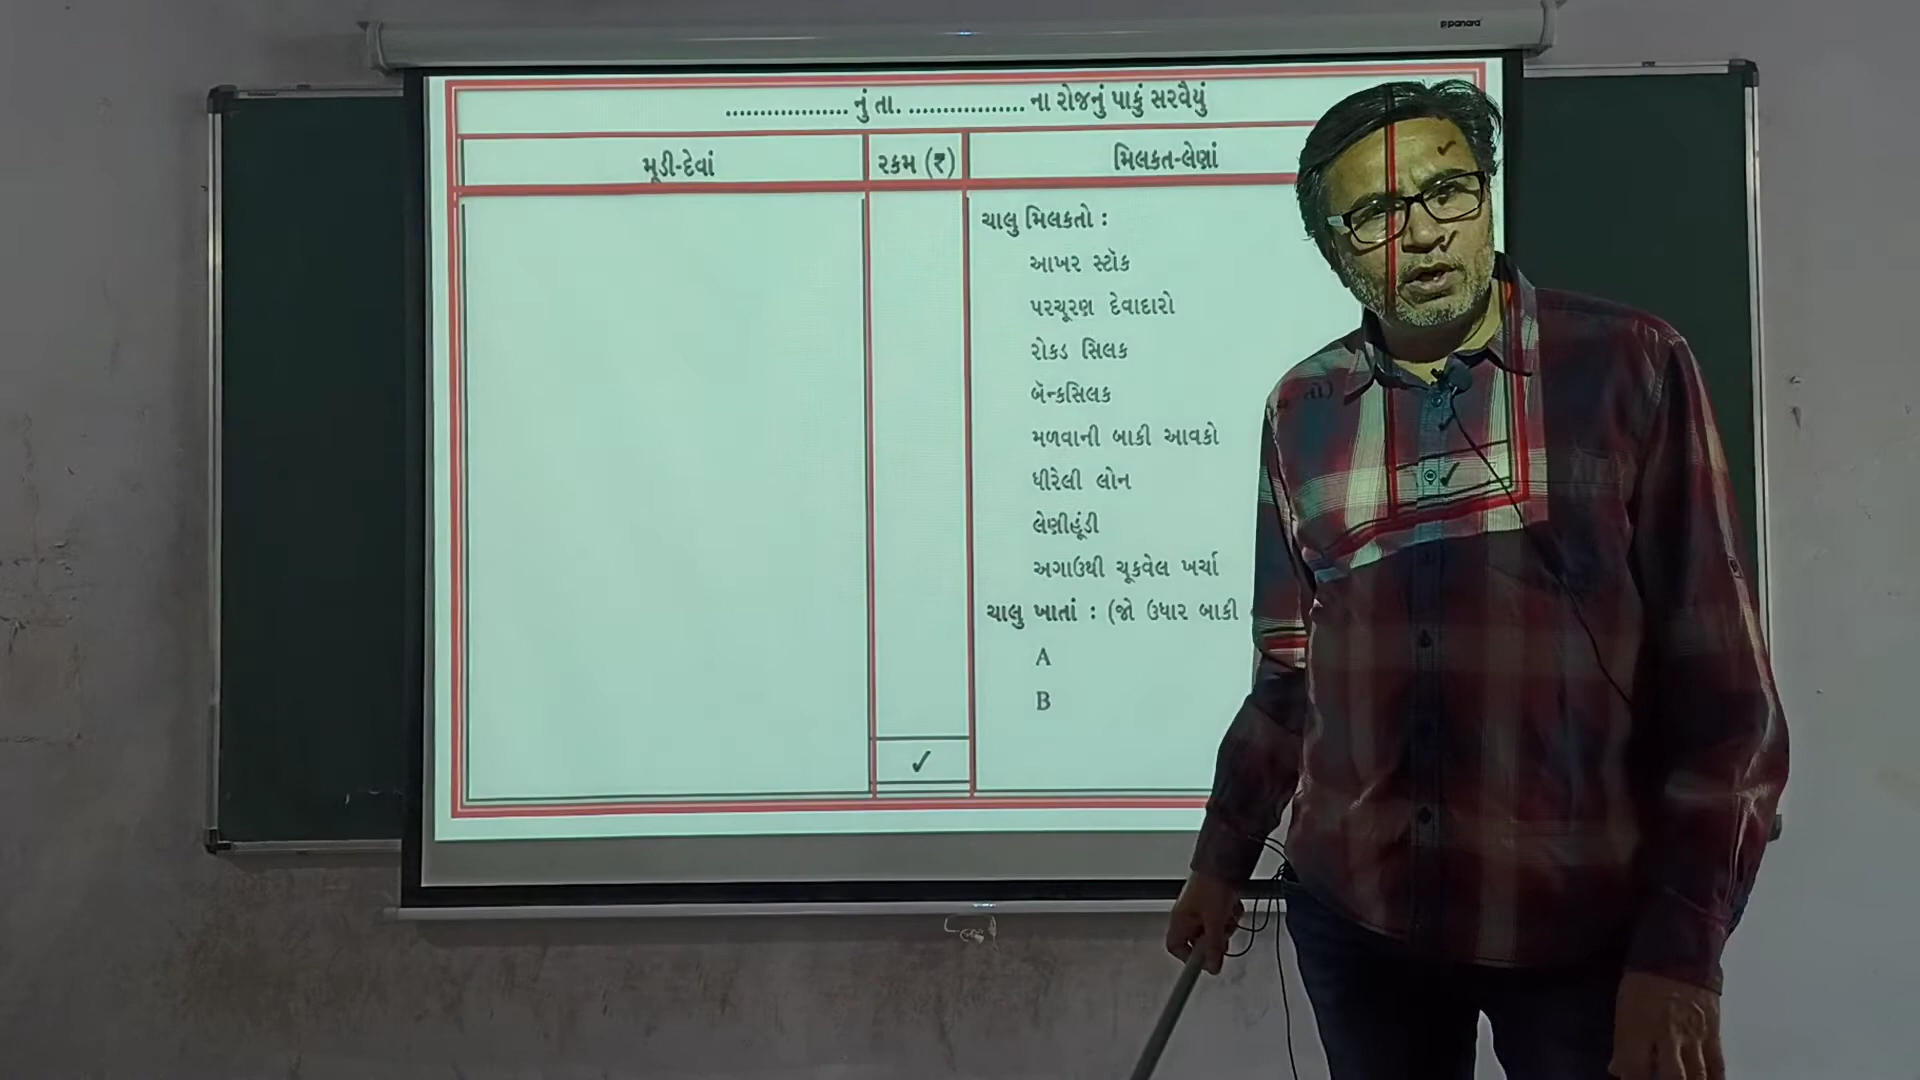 panara
.................. નું તા. ................. ના રોજનું પાકું સરવૈયું
મૂડી-દેવાં રકમ (₹) મિલકત-લેણાં
ચાલુ મિલકતો :
આખર સ્ટૉક
પરચૂરણ દેવાદારો
રોકડ સિલક
બૅન્કસિલક
મળવાની બાકી આવકો
ધીરેલી લોન
લેણીહૂંડી
અગાઉથી ચૂકવેલ ખર્ચા
ચાલુ ખાતાં : (જો ઉધાર બાકી
A
B
✓